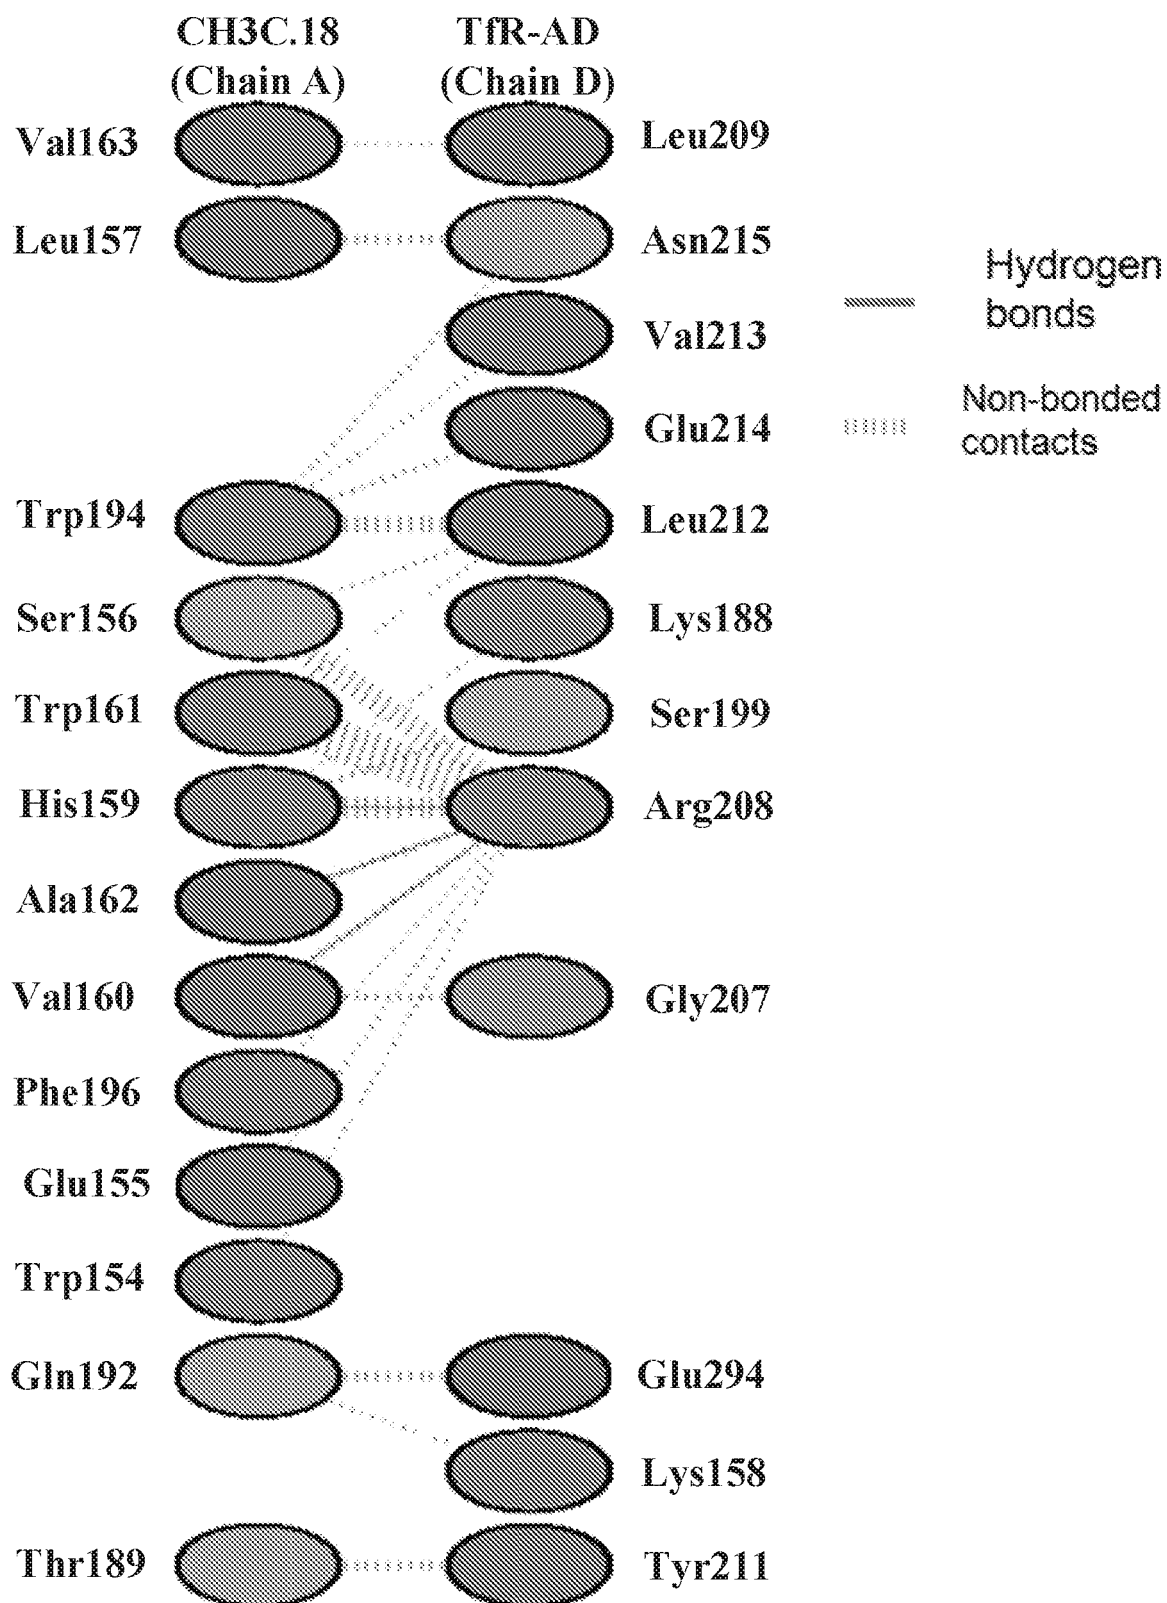 CH3C.18 TfR-AD
(Chain A) (Chain D)
Val163 Leu209
Leu157 Asn215
Hydrogen
bonds
Val213
Non-bonded
contacts
Glu214
Trp194 Leu212
Ser156 Lys188
Trp161 Ser199
His159 Arg208
Ala162
Val160 Gly207
Phe196
Glu155
Trp154
Gln192 Glu294
Lys158
Thr189 Tyr211